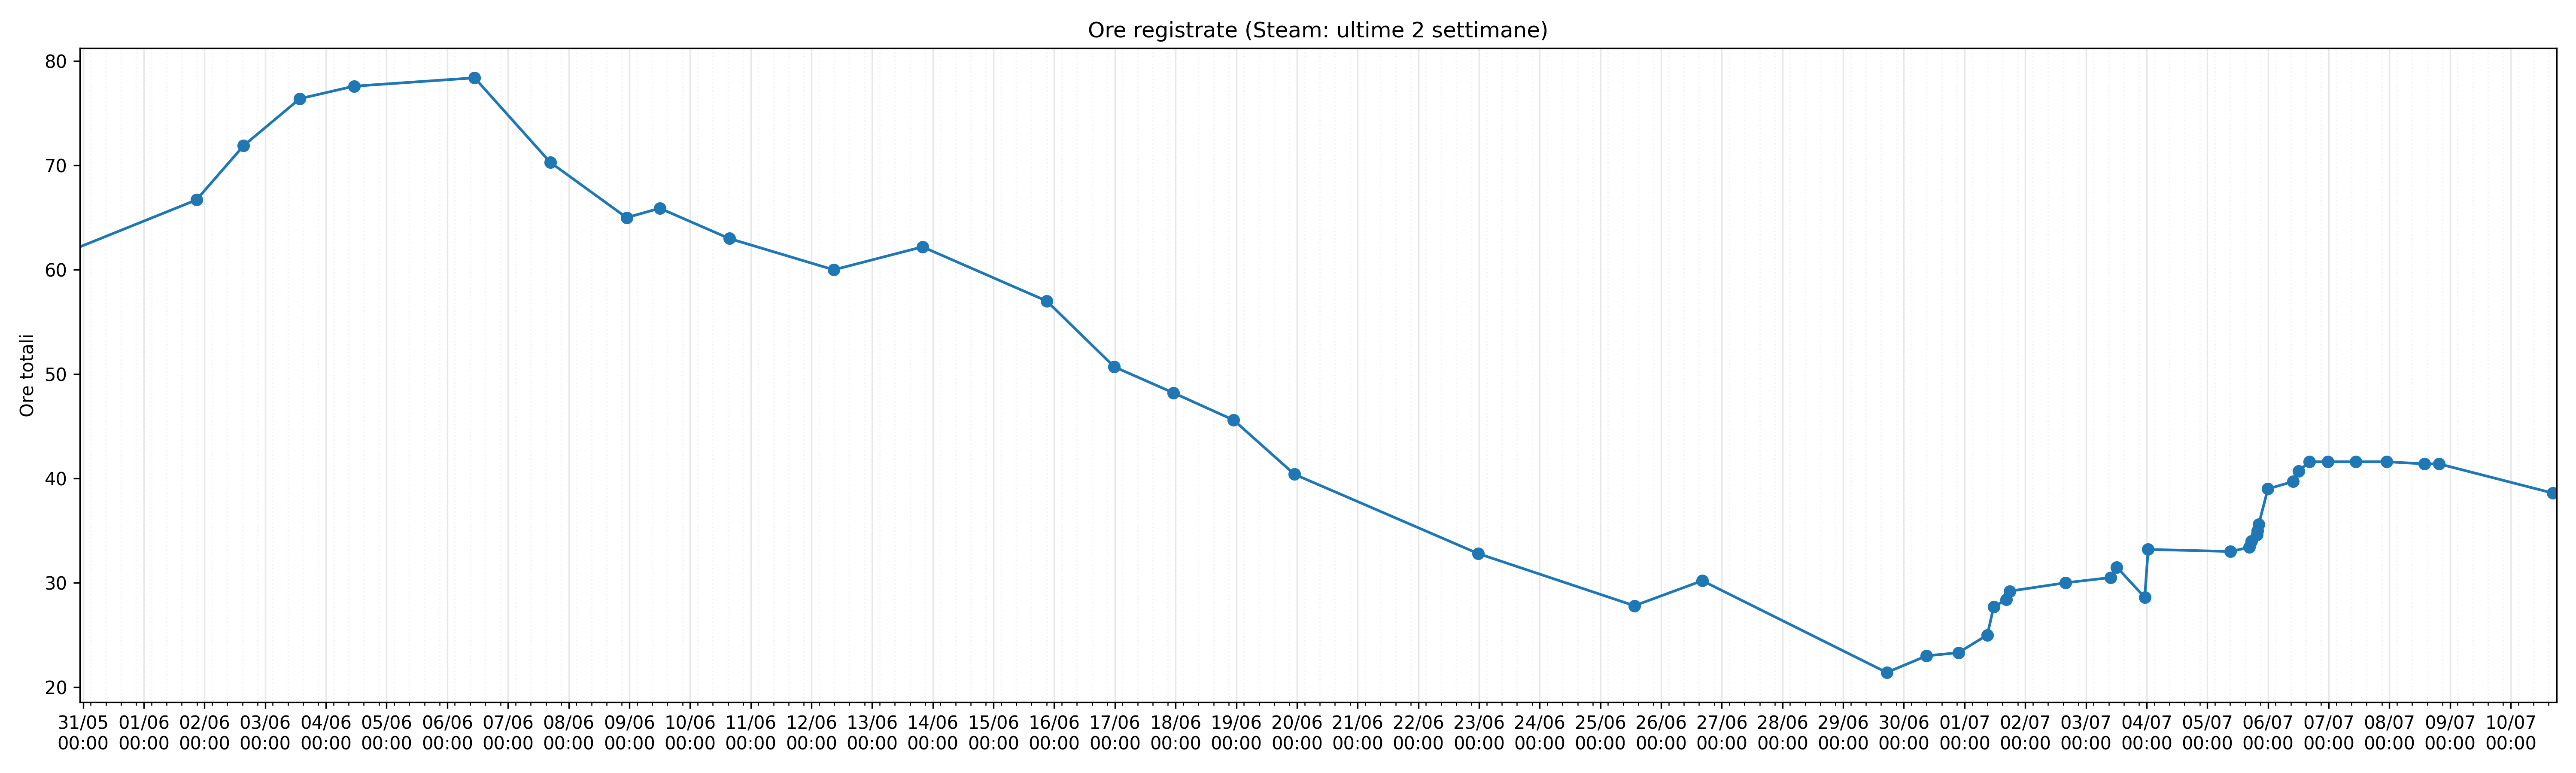 Ore registrate (Steam: ultime 2 settimane)
80
70
60
50
40
30
20
Ore totali
31/05 01/06 02/06 03/06 04/06 05/06 06/06 07/06 08/06 09/06 10/06 11/06 12/06 13/06 14/06 15/06 16/06 17/06 18/06 19/06 20/06 21/06 22/06 23/06 24/06 25/06 26/06 27/06 28/06 29/06 30/06 01/07 02/07 03/07 04/07 05/07 06/07 07/07 08/07 09/07 10/07
00:00 00:00 00:00 00:00 00:00 00:00 00:00 00:00 00:00 00:00 00:00 00:00 00:00 00:00 00:00 00:00 00:00 00:00 00:00 00:00 00:00 00:00 00:00 00:00 00:00 00:00 00:00 00:00 00:00 00:00 00:00 00:00 00:00 00:00 00:00 00:00 00:00 00:00 00:00 00:00 00:00